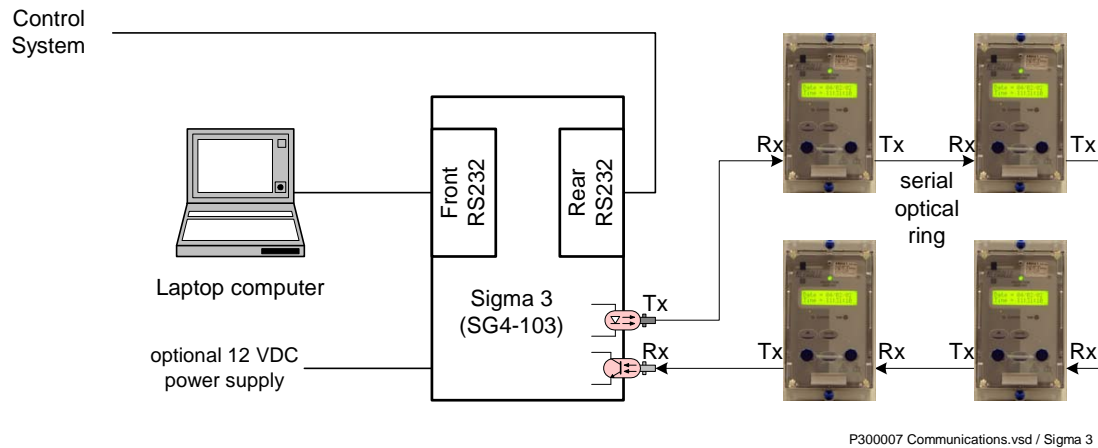 Control
System
Front
RS232
Rear
RS232
Laptop computer
optional 12 VDC
power supply
Sigma 3
(SG4-103)
Tx
Rx
Rx
Tx
Rx
Tx
serial
optical
ring
Tx
Rx
Tx
Rx
P300007 Communications.vsd / Sigma 3